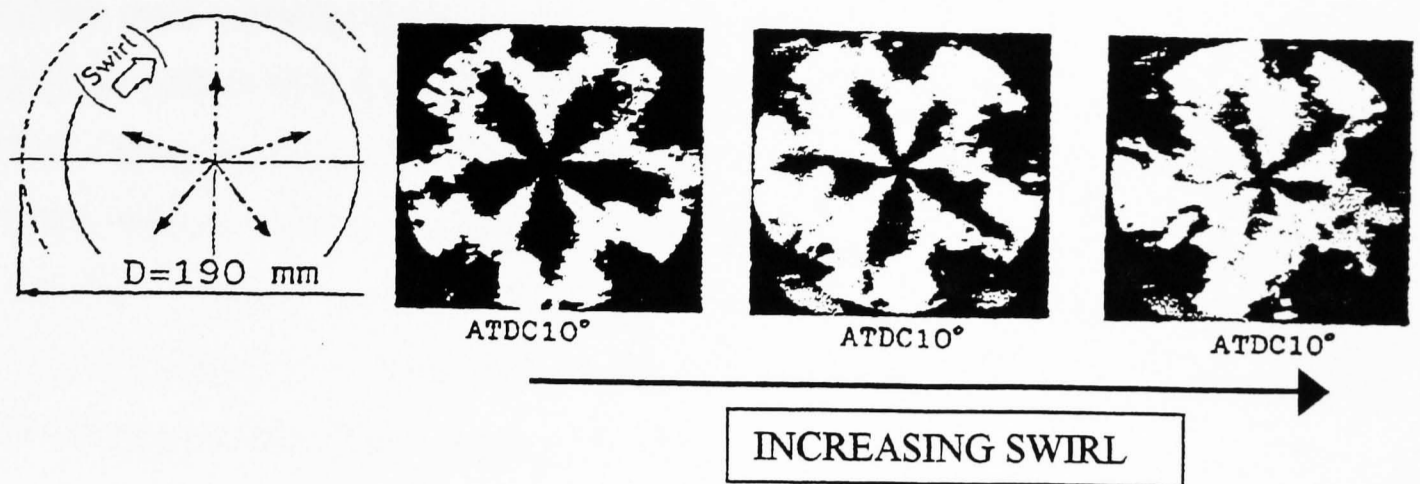 Swirl
D=190 mm
ATDC10°
ATDC10°
ATDC10°
INCREASING SWIRL